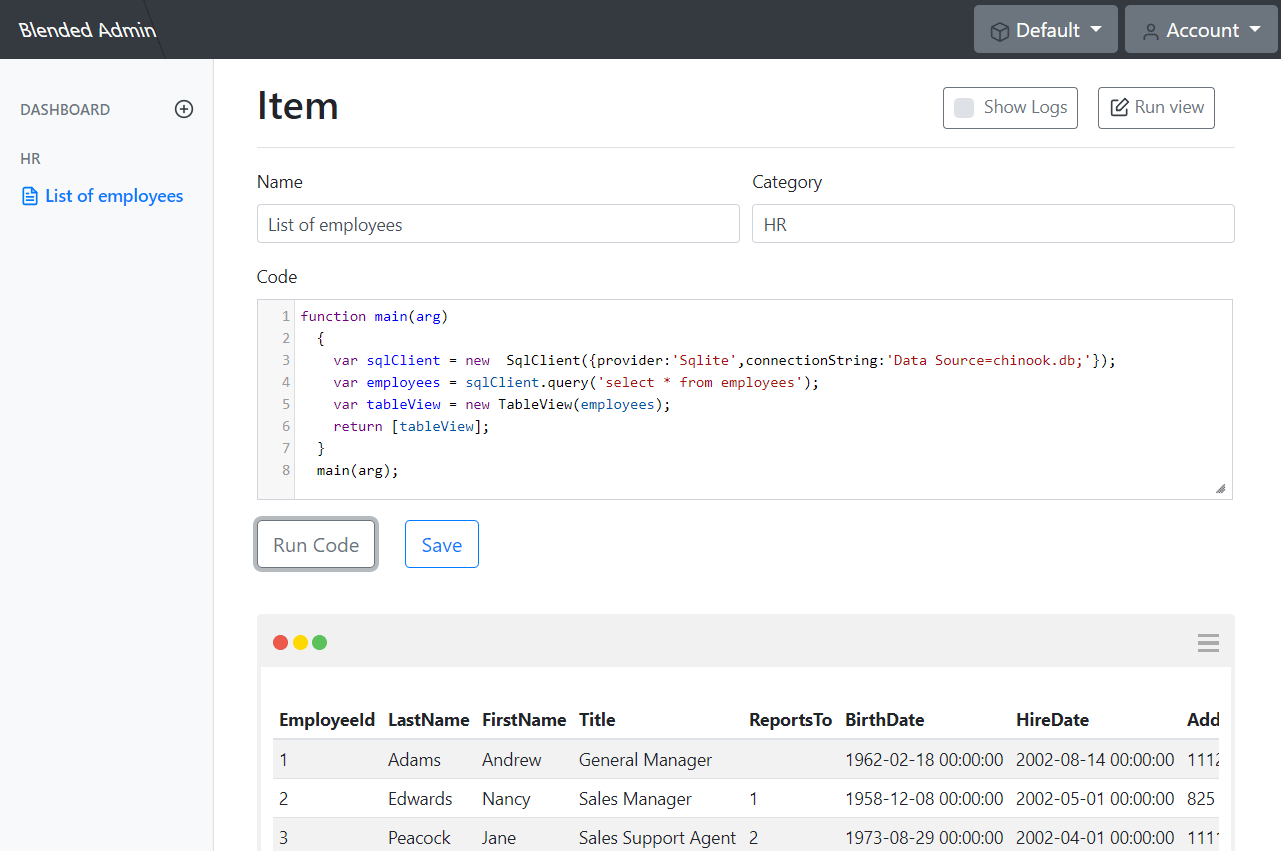 Blended Admin
Default
Account
DASHBOARD
HR
List of employees
Item
Show Logs
Run view
Name
Category
List of employees
HR
Code
1 function main(arg)
2   {
3     var sqlClient = new  SqlClient({provider:'Sqlite',connectionString:'Data Source=chinook.db;'});
4     var employees = sqlClient.query('select * from employees');
5     var tableView = new TableView(employees);
6     return [tableView];
7   }
8   main(arg);
Run Code
Save
EmployeeId LastName FirstName Title ReportsTo BirthDate HireDate Add
1 Adams Andrew General Manager 1962-02-18 00:00:00 2002-08-14 00:00:00 1112
2 Edwards Nancy Sales Manager 1 1958-12-08 00:00:00 2002-05-01 00:00:00 825
3 Peacock Jane Sales Support Agent 2 1973-08-29 00:00:00 2002-04-01 00:00:00 1111